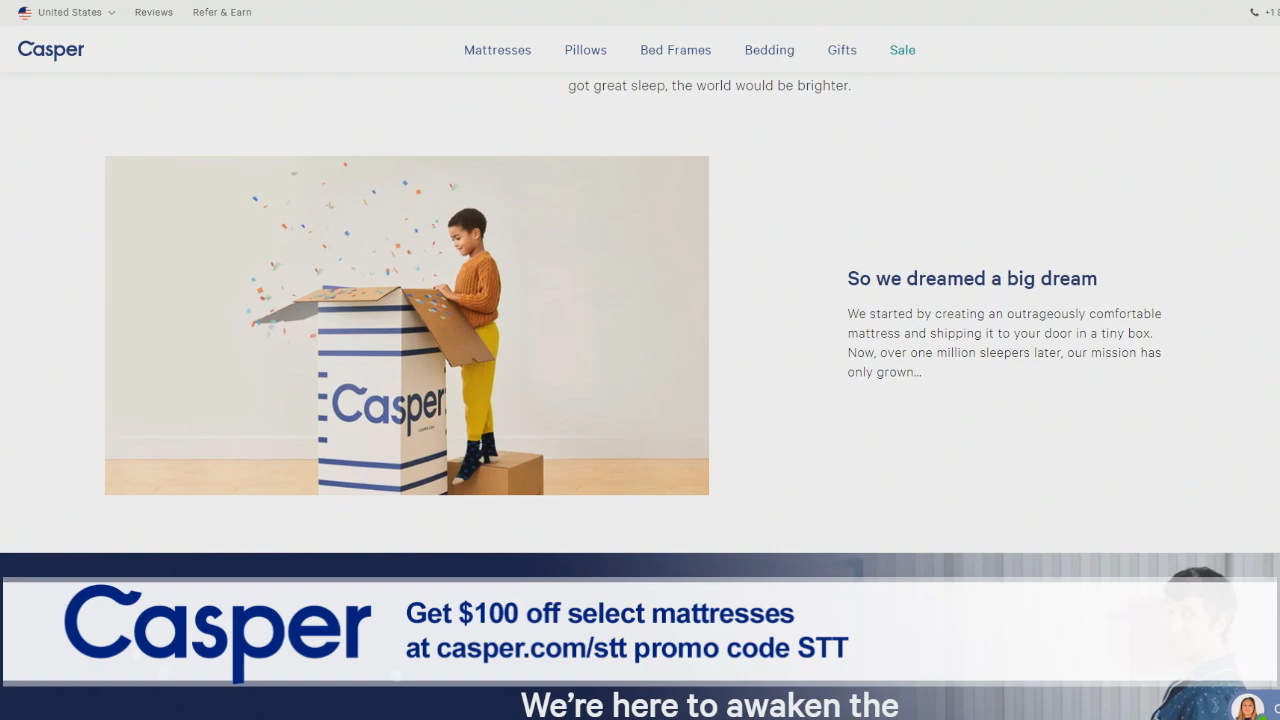 United States Reviews Refer & Earn
Casper Mattresses Pillows Bed Frames Bedding Gifts Sale
got great sleep, the world would be brighter.
So we dreamed a big dream
We started by creating an outrageously comfortable
mattress and shipping it to your door in a tiny box.
Now, over one million sleepers later, our mission has
only grown...
Casper
Casper
Get $100 off select mattresses
at casper.com/stt promo code STT
We're here to awaken the